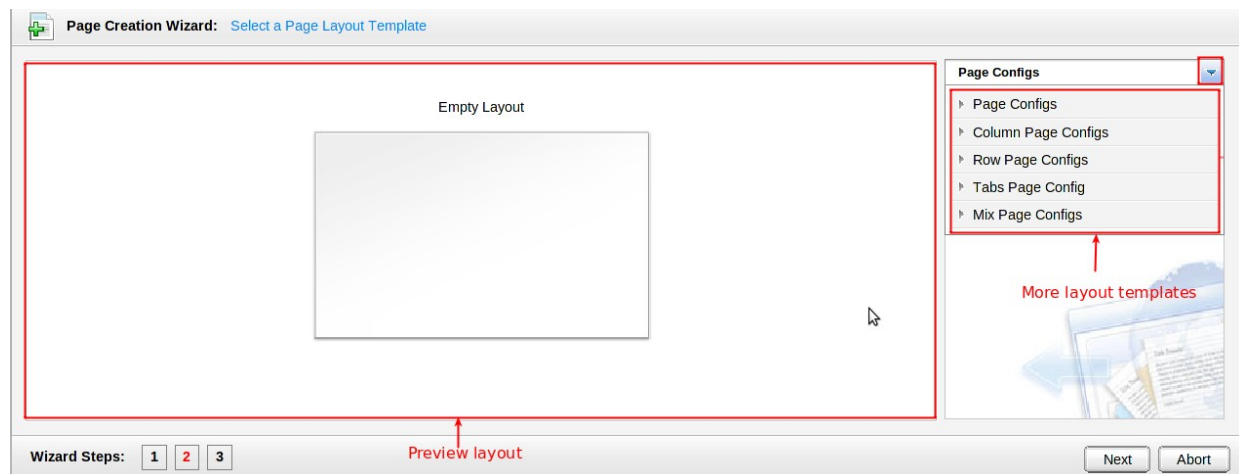 Page Creation Wizard: Select a Page Layout Template
Empty Layout
Page Configs
Page Configs
Column Page Configs
Row Page Configs
Tabs Page Config
Mix Page Configs
More layout templates
Preview layout
Wizard Steps: 1 2 3
Next Abort